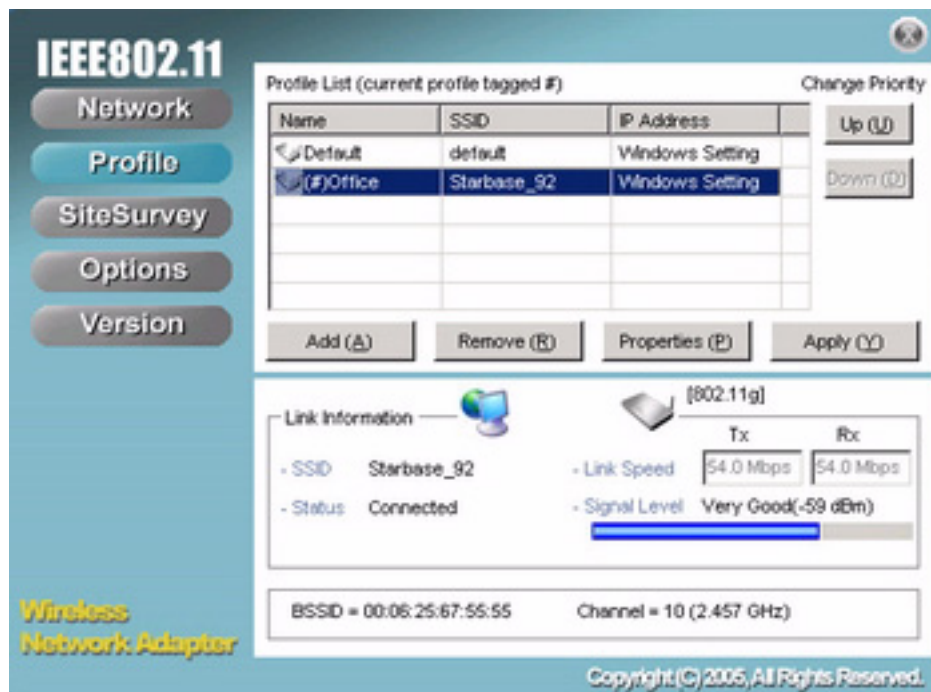 IEEE802.11
Network
Profile
SiteSurvey
Options
Version
Profile List (current profile tagged #)
Change Priority
Name SSID IP Address
Default default Windows Setting
(#)Office Starbase_92 Windows Setting
Up (U)
Down (D)
Add (A) Remove (R) Properties (P) Apply (Y)
Link Information
[802.11g]
Tx Rx
- SSID Starbase_92
- Link Speed 54.0 Mbps 54.0 Mbps
- Status Connected
- Signal Level Very Good(-59 dBm)
BSSID = 00:06:25:67:55:55 Channel = 10 (2.457 GHz)
Wireless
Network Adapter
Copyright (C) 2005, All Rights Reserved.